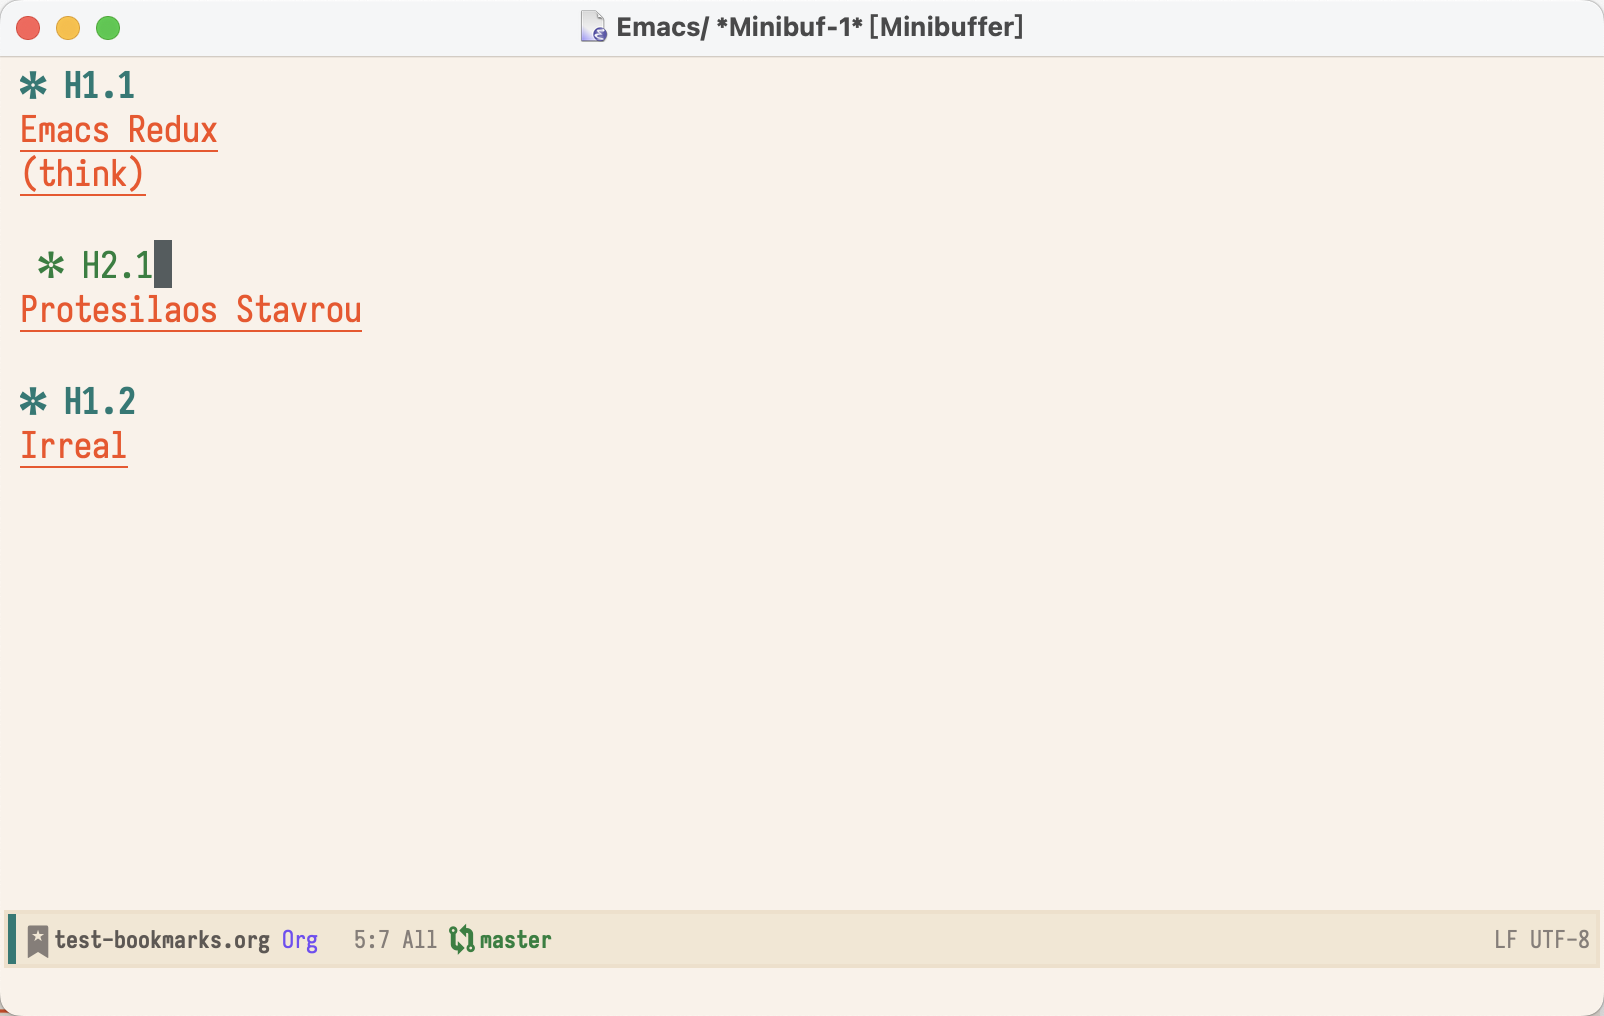 Emacs/ *Minibuf-1* [Minibuffer]
* H1.1
Emacs Redux
(think)
* H2.1
Protesilaos Stavrou
* H1.2
Irreal
test-bookmarks.org Org 5:7 All master LF UTF-8